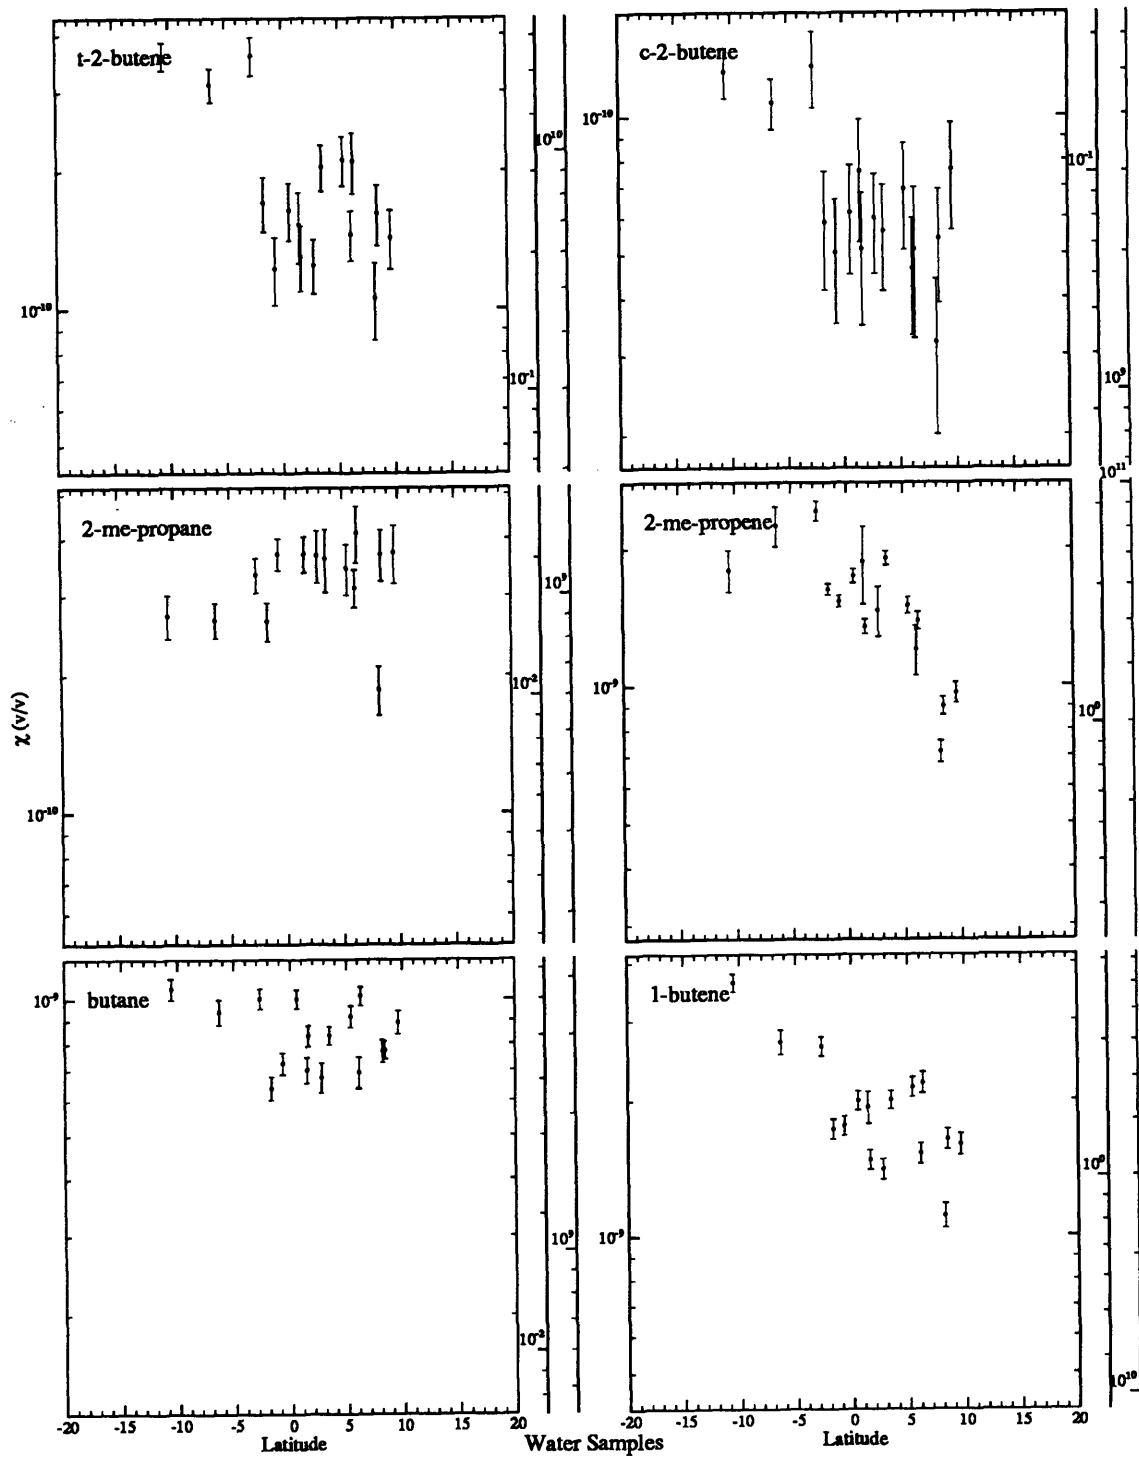 t-2-butene
c-2-butene
10⁻¹⁰
10⁻¹
10¹⁰
10⁻¹⁰
10⁻¹
10⁹
10¹¹
2-me-propane
2-me-propene
χ (v/v)
10⁻¹⁰
10⁻²
10⁹
10⁻⁹
10⁰
butane
1-butene
10⁻⁹
10⁻²
10⁹
10⁻⁹
10⁰
10¹⁰
-20 -15 -10 -5 0 5 10 15 20
-20 -15 -10 -5 0 5 10 15 20
Latitude
Water Samples
Latitude